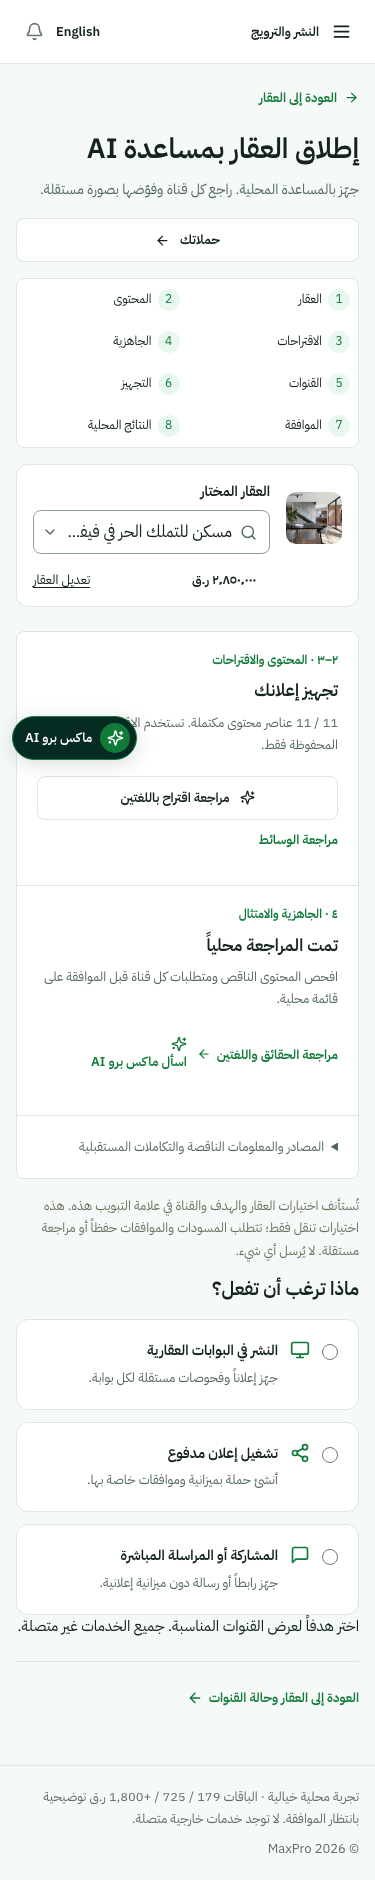 النشر والترويج
English
العودة إلى العقار
إطلاق العقار بمساعدة AI
جهّز بالمساعدة المحلية. راجع كل قناة وفوّضها بصورة مستقلة.
حملاتك
1 العقار
2 المحتوى
3 الاقتراحات
4 الجاهزية
5 القنوات
6 التجهيز
7 الموافقة
8 النتائج المحلية
العقار المختار
مسكن للتملك الحر في فيف...
٢,٨٥٠,٠٠٠ ر.ق
تعديل العقار
٢–٣ · المحتوى والاقتراحات
تجهيز إعلانك
11 / 11 عناصر محتوى مكتملة. تستخدم
المحفوظة فقط.
ماكس برو AI
مراجعة اقتراح باللغتين
مراجعة الوسائط
٤ · الجاهزية والامتثال
تمت المراجعة محلياً
افحص المحتوى الناقص ومتطلبات كل قناة قبل الموافقة على
قائمة محلية.
مراجعة الحقائق واللغتين
اسأل ماكس برو AI
المصادر والمعلومات الناقصة والتكاملات المستقبلية
تُستأنف اختيارات العقار والهدف والقناة في علامة التبويب هذه. هذه
اختيارات تنقل فقط؛ تتطلب المسودات والموافقات حفظاً أو مراجعة
مستقلة. لا يُرسل أي شيء.
ماذا ترغب أن تفعل؟
النشر في البوابات العقارية
جهّز إعلاناً وفحوصات مستقلة لكل بوابة.
تشغيل إعلان مدفوع
أنشئ حملة بميزانية وموافقات خاصة بها.
المشاركة أو المراسلة المباشرة
جهّز رابطاً أو رسالة دون ميزانية إعلانية.
اختر هدفاً لعرض القنوات المناسبة. جميع الخدمات غير متصلة.
العودة إلى العقار وحالة القنوات
تجربة محلية خيالية · الباقات 179 / 725 / +1,800 ر.ق توضيحية
بانتظار الموافقة. لا توجد خدمات خارجية متصلة.
© 2026 MaxPro